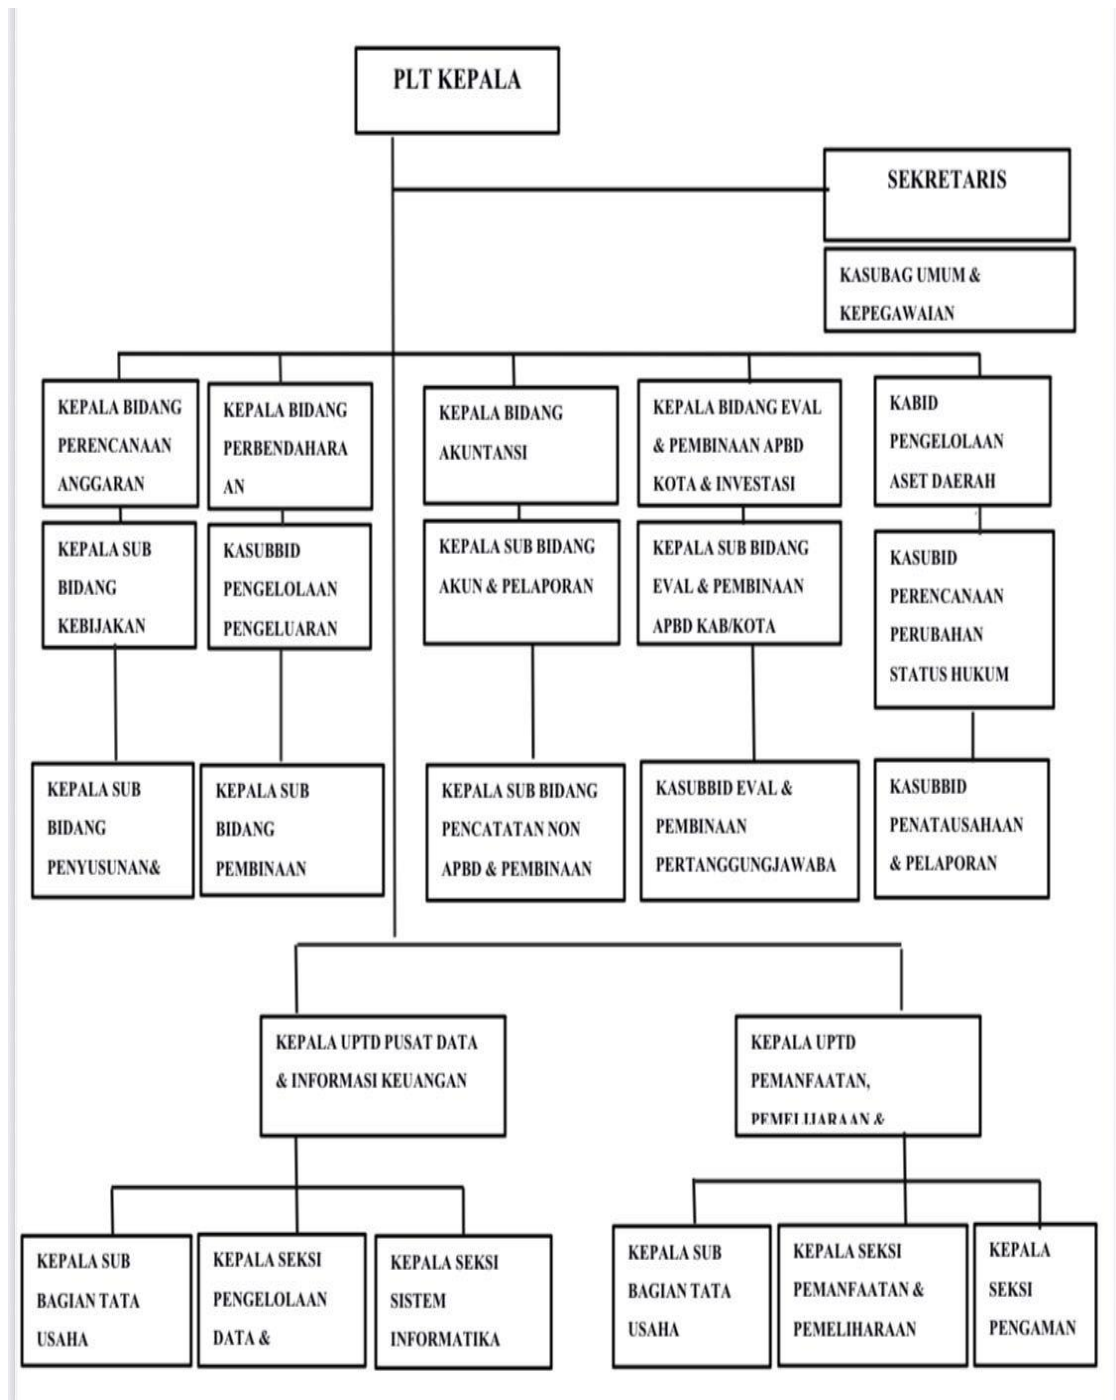 PLT KEPALA
SEKRETARIS
KASUBAG UMUM &
KEPEGAWAIAN
KEPALA BIDANG
PERENCANAAN
ANGGARAN
KEPALA BIDANG
PERBENDAHARA
AN
KEPALA BIDANG
AKUNTANSI
KEPALA BIDANG EVAL
& PEMBINAAN APBD
KOTA & INVESTASI
KABID
PENGELOLAAN
ASET DAERAH
KEPALA SUB
BIDANG
KEBIJAKAN
KASUBBID
PENGELOLAAN
PENGELUARAN
KEPALA SUB BIDANG
AKUN & PELAPORAN
KEPALA SUB BIDANG
EVAL & PEMBINAAN
APBD KAB/KOTA
KASUBID
PERENCANAAN
PERUBAHAN
STATUS HUKUM
KEPALA SUB
BIDANG
PENYUSUNAN&
KEPALA SUB
BIDANG
PEMBINAAN
KEPALA SUB BIDANG
PENCATATAN NON
APBD & PEMBINAAN
KASUBBID EVAL &
PEMBINAAN
PERTANGGUNGJAWABA
KASUBBID
PENATAUSAHAAN
& PELAPORAN
KEPALA UPTD PUSAT DATA
& INFORMASI KEUANGAN
KEPALA UPTD
PEMANFAATAN,
PEMELIJARAAN &
KEPALA SUB
BAGIAN TATA
USAHA
KEPALA SEKSI
PENGELOLAAN
DATA &
KEPALA SEKSI
SISTEM
INFORMATIKA
KEPALA SUB
BAGIAN TATA
USAHA
KEPALA SEKSI
PEMANFAATAN &
PEMELIHARAAN
KEPALA
SEKSI
PENGAMAN